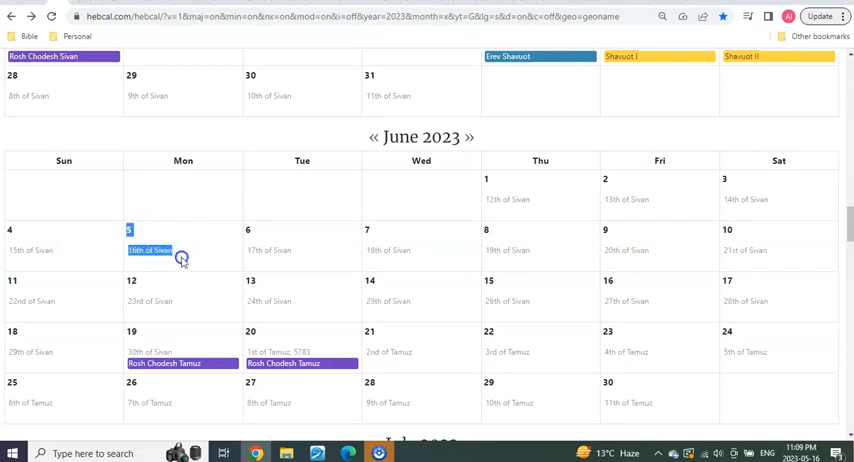 hebcal.com/hebcal/?v=1&maj=on&min=on&nx=on&mod=on&i=off&year=2023&month=x&yt=G&lg=s&d=on&c=off&geo=geoname
AI
Update
Bible
Personal
Other bookmarks
Rosh Chodesh Sivan
Erev Shavuot
Shavuot I
Shavuot II
28
29
30
31
8th of Sivan
9th of Sivan
10th of Sivan
11th of Sivan
« June 2023 »
Sun
Mon
Tue
Wed
Thu
Fri
Sat
1
2
3
12th of Sivan
13th of Sivan
14th of Sivan
4
5
6
7
8
9
10
15th of Sivan
16th of Sivan
17th of Sivan
18th of Sivan
19th of Sivan
20th of Sivan
21st of Sivan
11
12
13
14
15
16
17
22nd of Sivan
23rd of Sivan
24th of Sivan
25th of Sivan
26th of Sivan
27th of Sivan
28th of Sivan
18
19
20
21
22
23
24
29th of Sivan
30th of Sivan
1st of Tamuz, 5783
2nd of Tamuz
3rd of Tamuz
4th of Tamuz
5th of Tamuz
Rosh Chodesh Tamuz
Rosh Chodesh Tamuz
25
26
27
28
29
30
6th of Tamuz
7th of Tamuz
8th of Tamuz
9th of Tamuz
10th of Tamuz
11th of Tamuz
Type here to search
13°C Haze
ENG
11:09 PM
2023-05-16
3